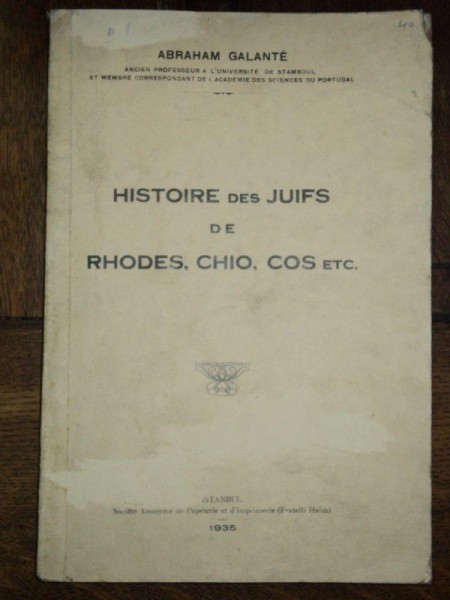 40
ABRAHAM GALANTÉ
ANCIEN PROFESSEUR A L'UNIVERSITÉ DE STAMBOUL
ET MEMBRE CORRESPONDANT DE L'ACADÉMIE DES SCIENCES DU PORTUGAL
HISTOIRE DES JUIFS
DE
RHODES, CHIO, COS ETC.
ISTANBUL
Société Anonyme de Papeterie et d'Imprimerie (Fratelli Haim)
1935